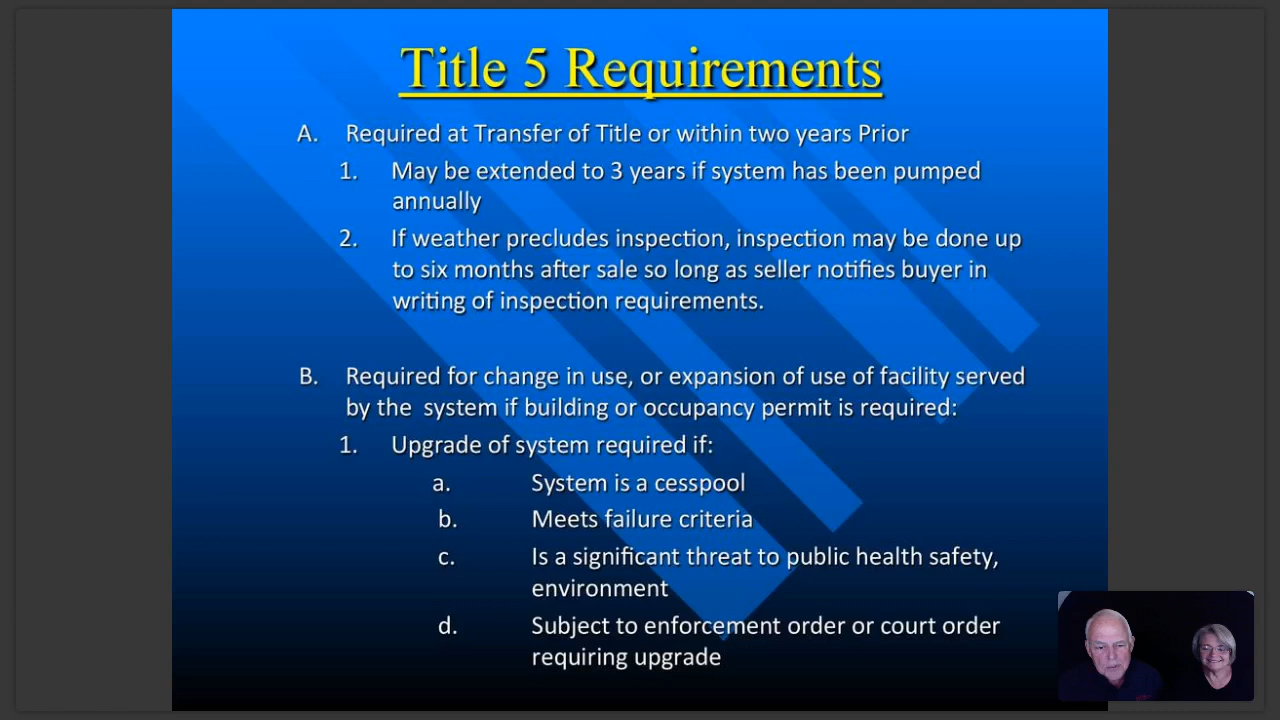 Title 5 Requirements
A. Required at Transfer of Title or within two years Prior
1. May be extended to 3 years if system has been pumped
annually
2. If weather precludes inspection, inspection may be done up
to six months after sale so long as seller notifies buyer in
writing of inspection requirements.
B. Required for change in use, or expansion of use of facility served
by the system if building or occupancy permit is required:
1. Upgrade of system required if:
a. System is a cesspool
b. Meets failure criteria
c. Is a significant threat to public health safety,
environment
d. Subject to enforcement order or court order
requiring upgrade